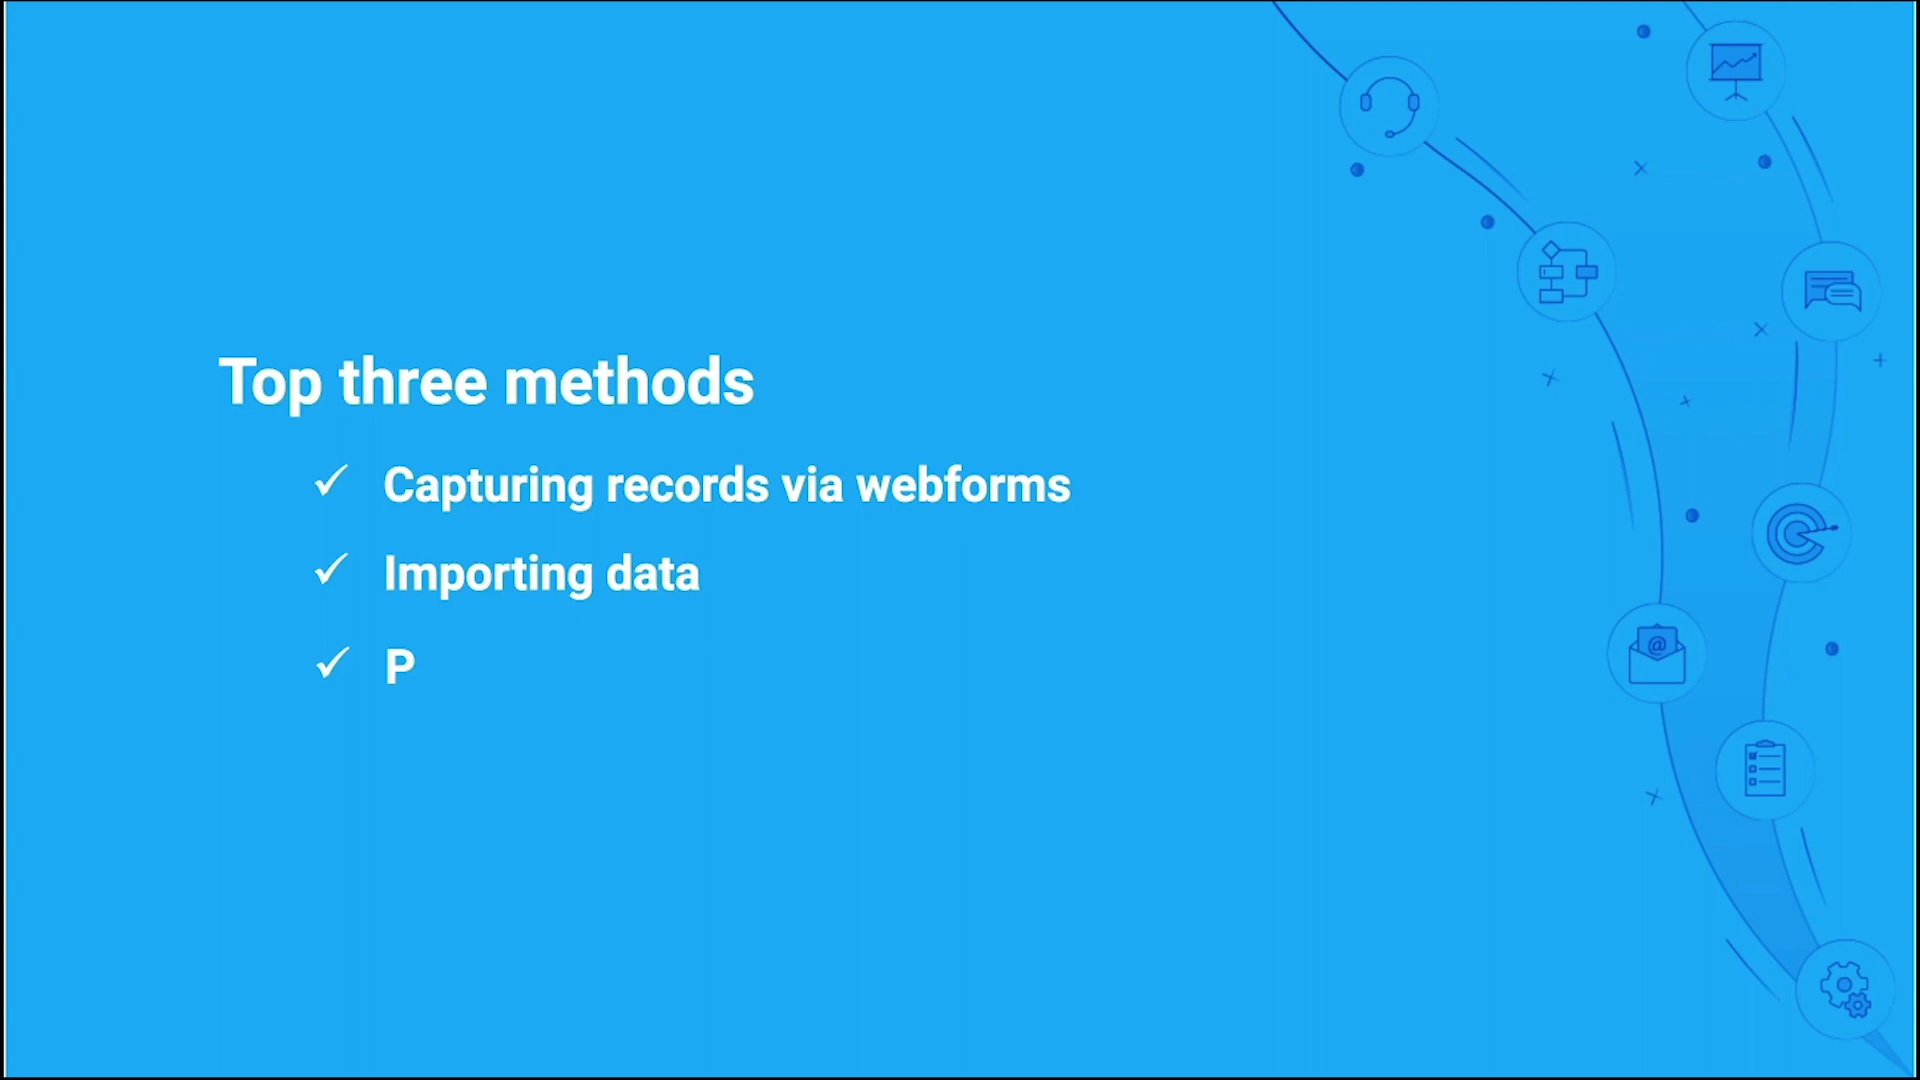 Top three methods
✓ Capturing records via webforms
✓ Importing data
✓ P